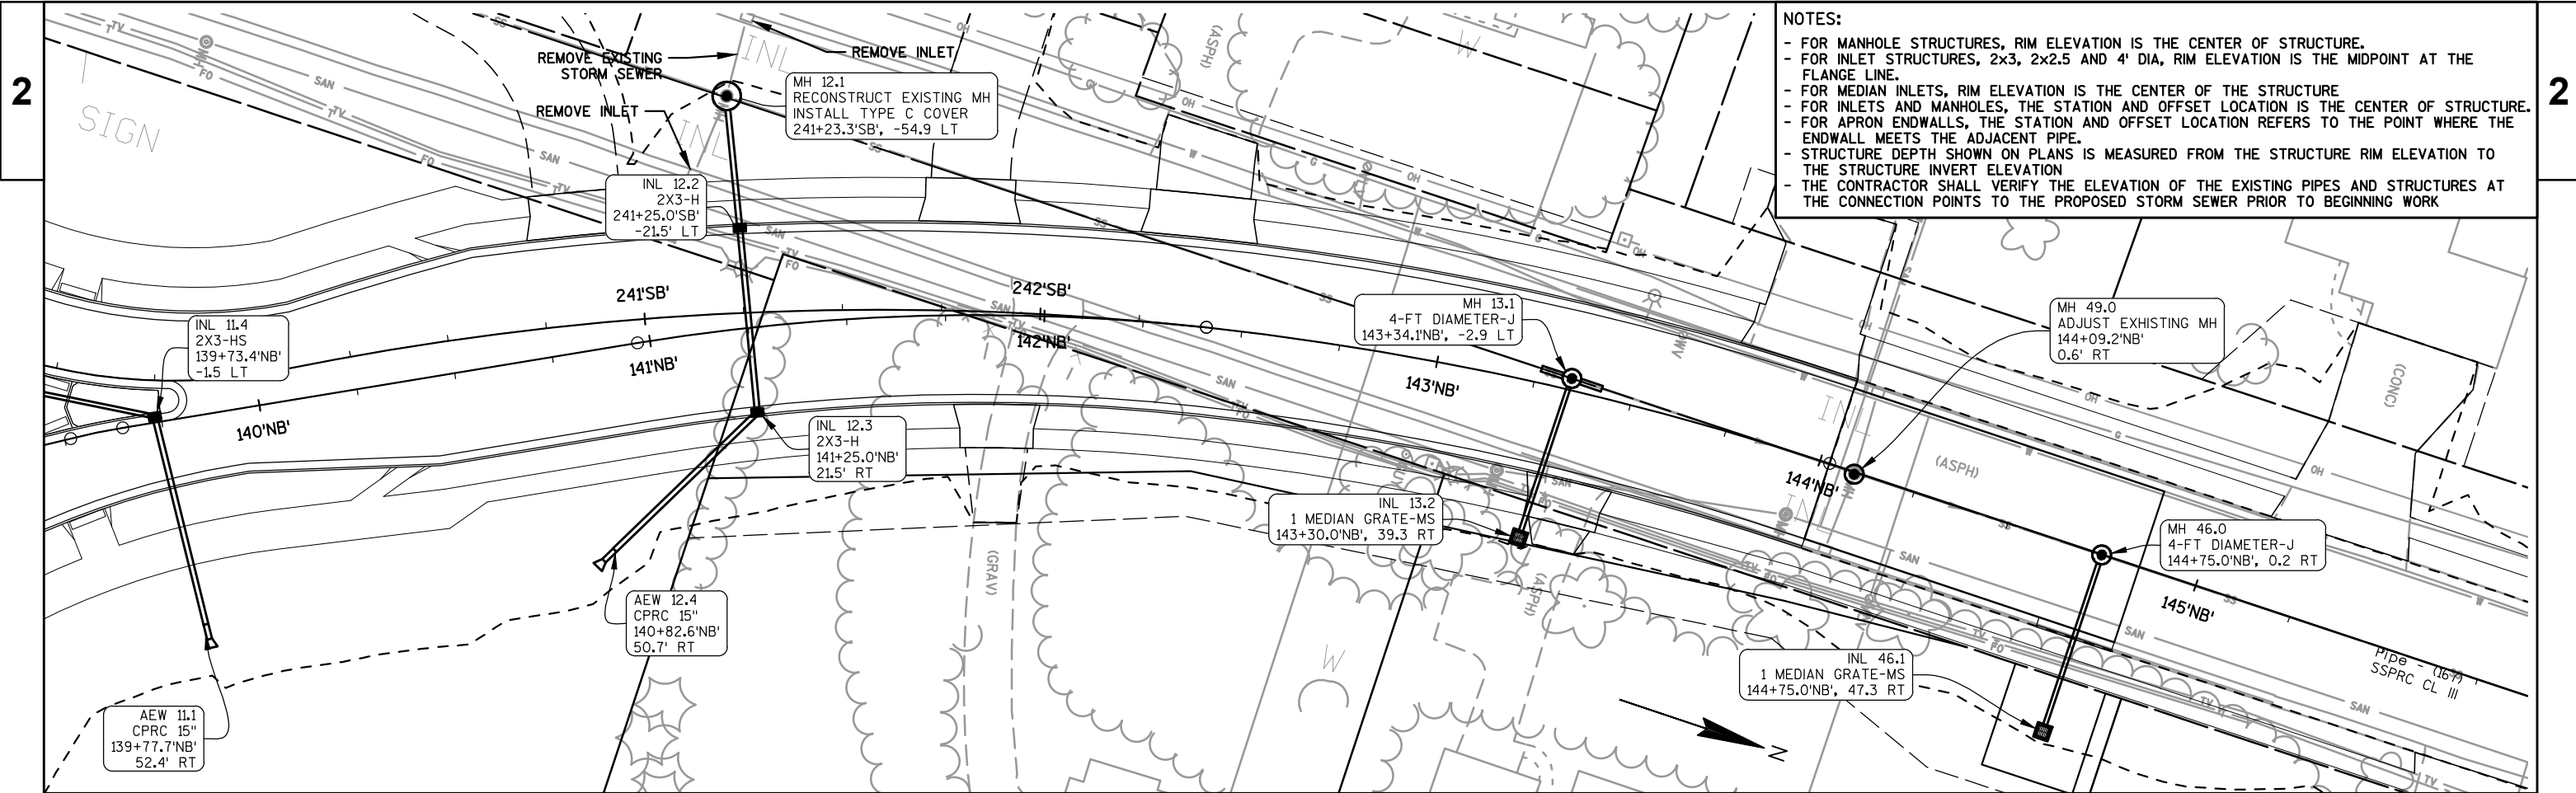 2
2
NOTES:
- FOR MANHOLE STRUCTURES, RIM ELEVATION IS THE CENTER OF STRUCTURE.
- FOR INLET STRUCTURES, 2x3, 2x2.5 AND 4' DIA, RIM ELEVATION IS THE MIDPOINT AT THE
FLANGE LINE.
- FOR MEDIAN INLETS, RIM ELEVATION IS THE CENTER OF THE STRUCTURE
- FOR INLETS AND MANHOLES, THE STATION AND OFFSET LOCATION IS THE CENTER OF STRUCTURE.
- FOR APRON ENDWALLS, THE STATION AND OFFSET LOCATION REFERS TO THE POINT WHERE THE
ENDWALL MEETS THE ADJACENT PIPE.
- STRUCTURE DEPTH SHOWN ON PLANS IS MEASURED FROM THE STRUCTURE RIM ELEVATION TO
THE STRUCTURE INVERT ELEVATION
- THE CONTRACTOR SHALL VERIFY THE ELEVATION OF THE EXISTING PIPES AND STRUCTURES AT
THE CONNECTION POINTS TO THE PROPOSED STORM SEWER PRIOR TO BEGINNING WORK
REMOVE EXISTING
STORM SEWER
REMOVE INLET
REMOVE INLET
MH 12.1
RECONSTRUCT EXISTING MH
INSTALL TYPE C COVER
241+23.3'SB', -54.9 LT
INL 12.2
2X3-H
241+25.0'SB'
-21.5' LT
SIGN
INL
INL
(ASPH)
W
241'SB'
242'SB'
141'NB'
142'NB'
INL 11.4
2X3-HS
139+73.4'NB'
-1.5 LT
140'NB'
INL 12.3
2X3-H
141+25.0'NB'
21.5' RT
MH 13.1
4-FT DIAMETER-J
143+34.1'NB', -2.9 LT
143'NB'
MH 49.0
ADJUST EXHISTING MH
144+09.2'NB'
0.6' RT
(CONC)
INL
(ASPH)
144'NB'
INL 13.2
1 MEDIAN GRATE-MS
143+30.0'NB', 39.3 RT
MH 46.0
4-FT DIAMETER-J
144+75.0'NB', 0.2 RT
145'NB'
(GRAV)
(ASPH)
AEW 12.4
CPRC 15"
140+82.6'NB'
50.7' RT
W
INL 46.1
1 MEDIAN GRATE-MS
144+75.0'NB', 47.3 RT
SSPRC CL III
AEW 11.1
CPRC 15"
139+77.7'NB'
52.4' RT
N